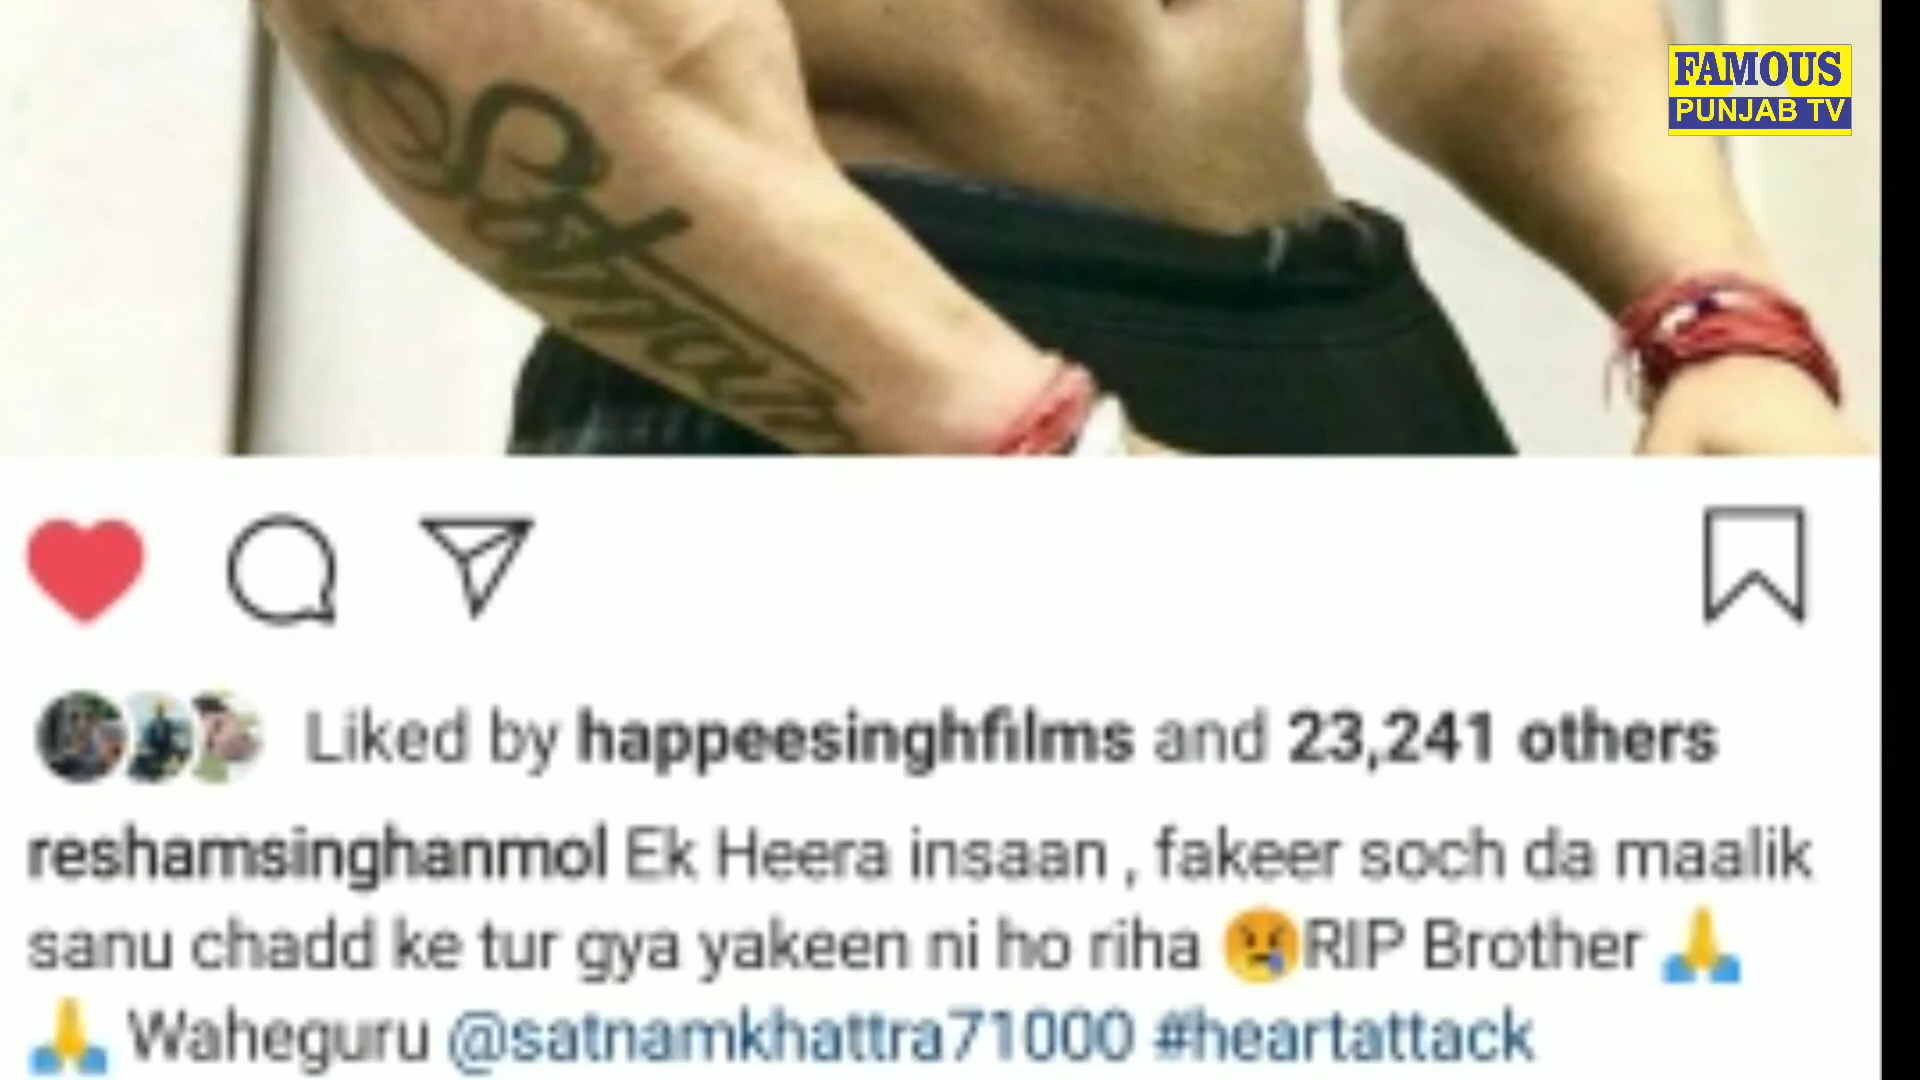 FAMOUS
PUNJAB TV
Satnam
Liked by happeesinghfilms and 23,241 others
reshamsinghanmol Ek Heera insaan , fakeer soch da maalik
sanu chadd ke tur gya yakeen ni ho riha 😢RIP Brother 🙏
🙏 Waheguru @satnamkhattra71000 #heartattack